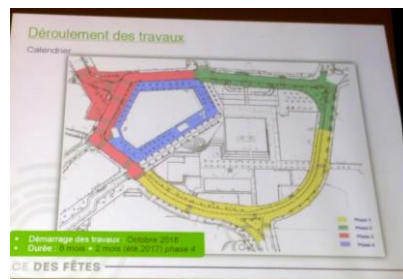 Déroulement des travaux
Calendrier
Phase 1
Phase 2
Phase 3
Phase 4
• Démarrage des travaux : Octobre 2016
• Durée : 8 mois + 2 mois (été 2017) phase 4
CE DES FÊTES